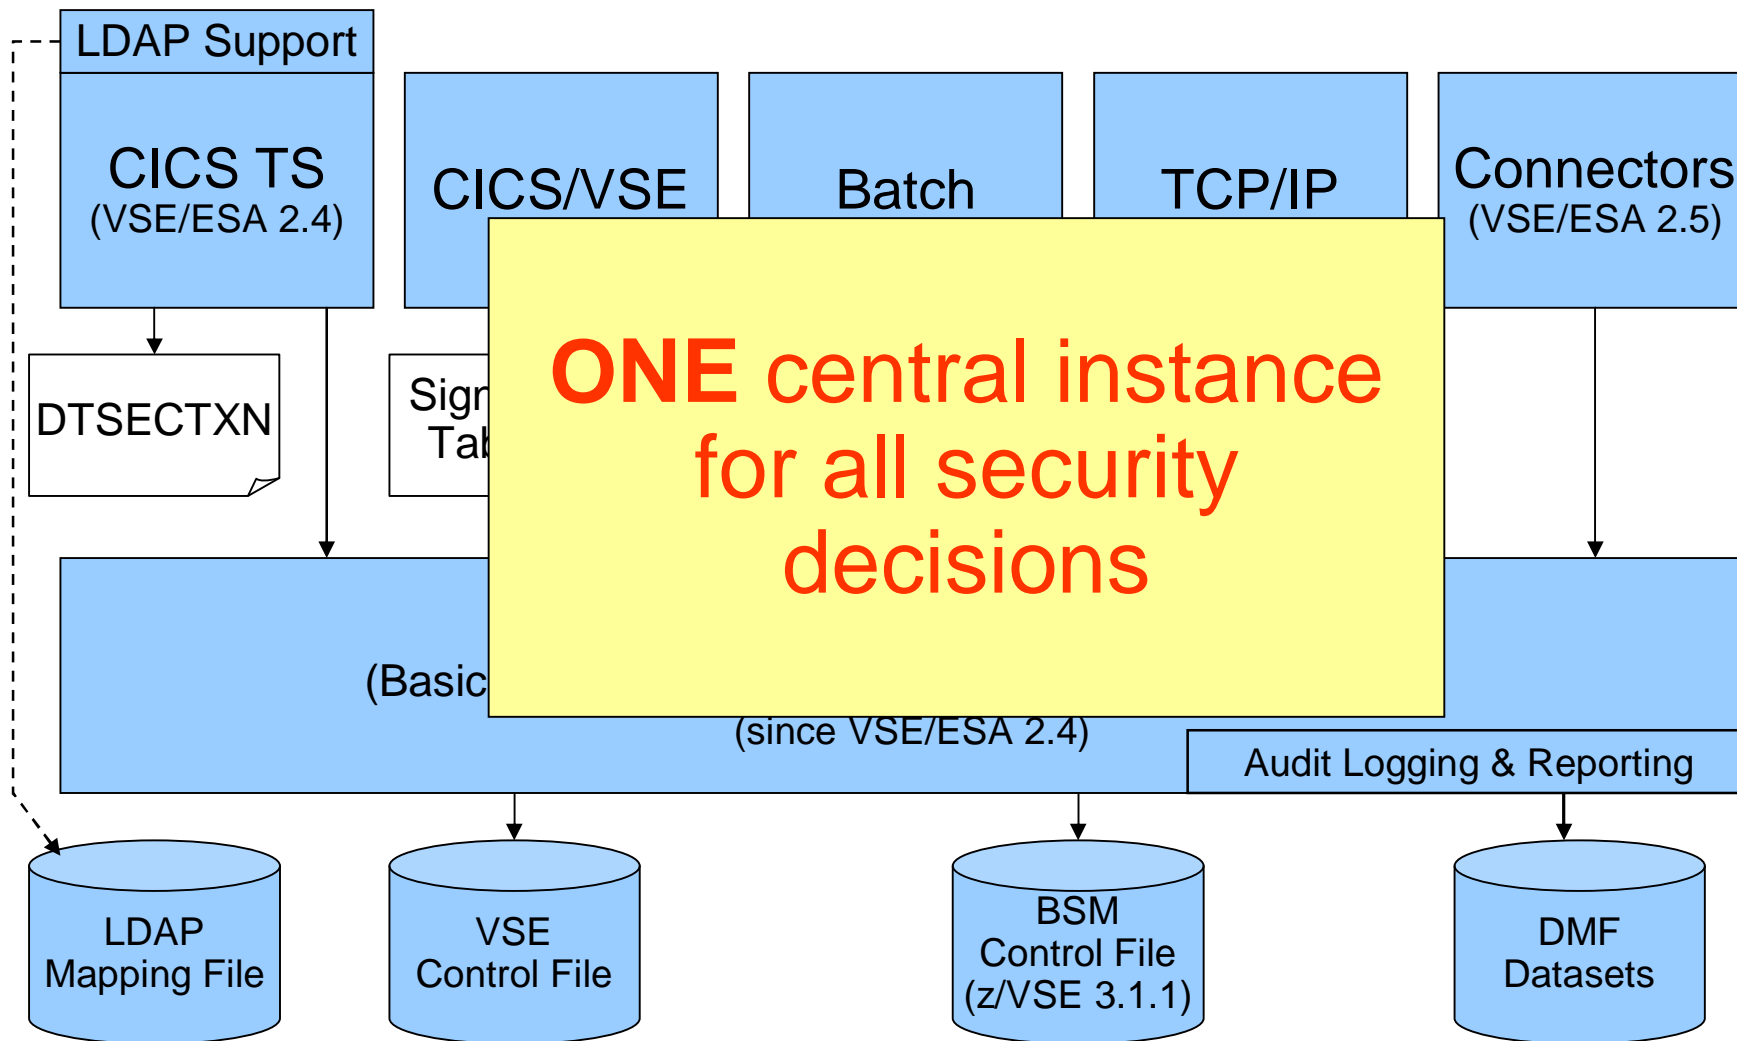 LDAP Support
CICS TS
(VSE/ESA 2.4)
CICS/VSE
Batch
TCP/IP
Connectors
(VSE/ESA 2.5)
DTSECTXN
Sign
Tab
ONE central instance
for all security
decisions
(Basic
(since VSE/ESA 2.4)
Audit Logging & Reporting
LDAP
Mapping File
VSE
Control File
BSM
Control File
(z/VSE 3.1.1)
DMF
Datasets